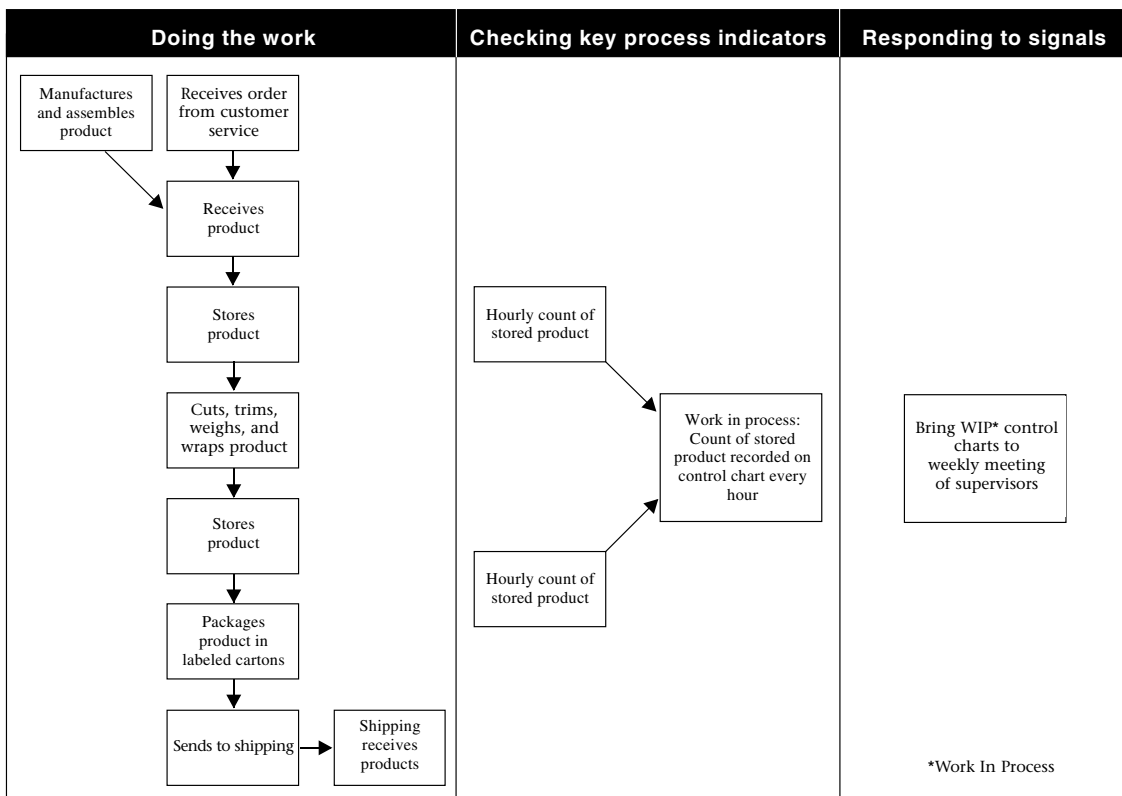 Doing the work
Checking key process indicators
Responding to signals
Manufactures
and assembles
product
Receives order
from customer
service
Receives
product
Stores
product
Cuts, trims,
weighs, and
wraps product
Stores
product
Packages
product in
labeled cartons
Sends to shipping
Shipping
receives
products
Hourly count of
stored product
Work in process:
Count of stored
product recorded on
control chart every
hour
Hourly count of
stored product
Bring WIP* control
charts to
weekly meeting
of supervisors
*Work In Process